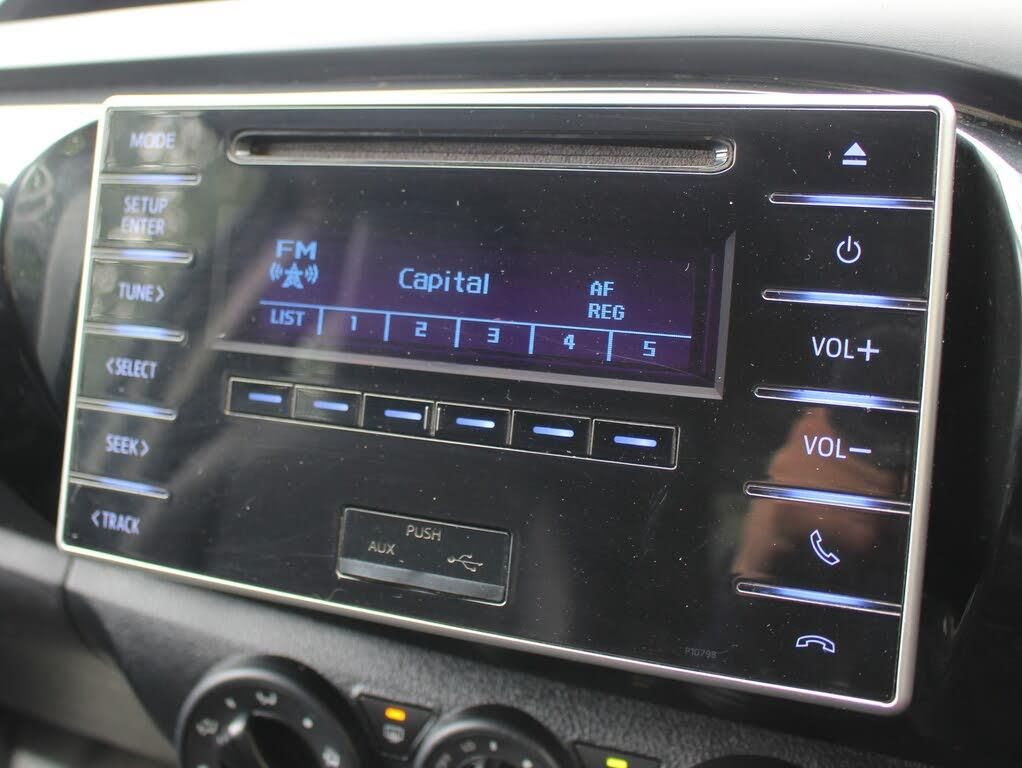 MODE
SETUP
ENTER
TUNE>
<SELECT
SEEK>
<TRACK
FM
Capital
AF
REG
LIST 1 2 3 4 5
PUSH
AUX
VOL+
VOL−
P10798